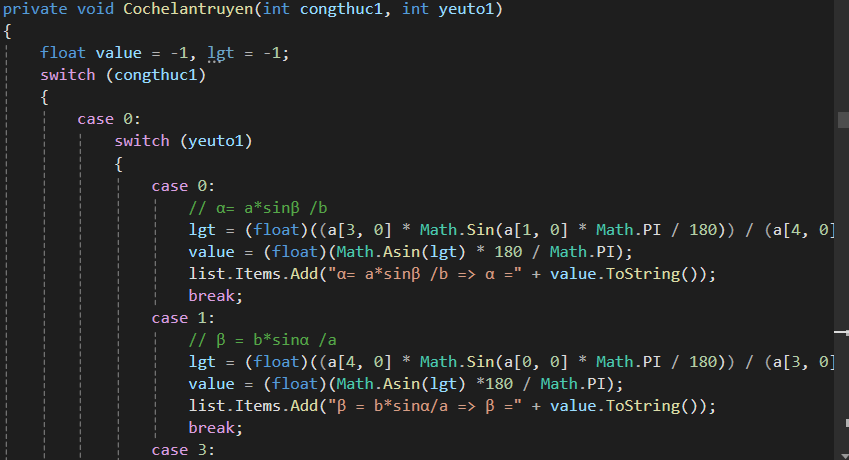 private void Cochelantruyen(int congthuc1, int yeuto1)
{
float value = -1, lgt = -1;
switch (congthuc1)
{
case 0:
switch (yeuto1)
{
case 0:
// α= a*sinβ /b
lgt = (float)((a[3, 0] * Math.Sin(a[1, 0] * Math.PI / 180)) / (a[4, 0]
value = (float)(Math.Asin(lgt) * 180 / Math.PI);
list.Items.Add("α= a*sinβ /b => α =" + value.ToString());
break;
case 1:
// β = b*sinα /a
lgt = (float)((a[4, 0] * Math.Sin(a[0, 0] * Math.PI / 180)) / (a[3, 0]
value = (float)(Math.Asin(lgt) *180 / Math.PI);
list.Items.Add("β = b*sinα/a => β =" + value.ToString());
break;
case 3: